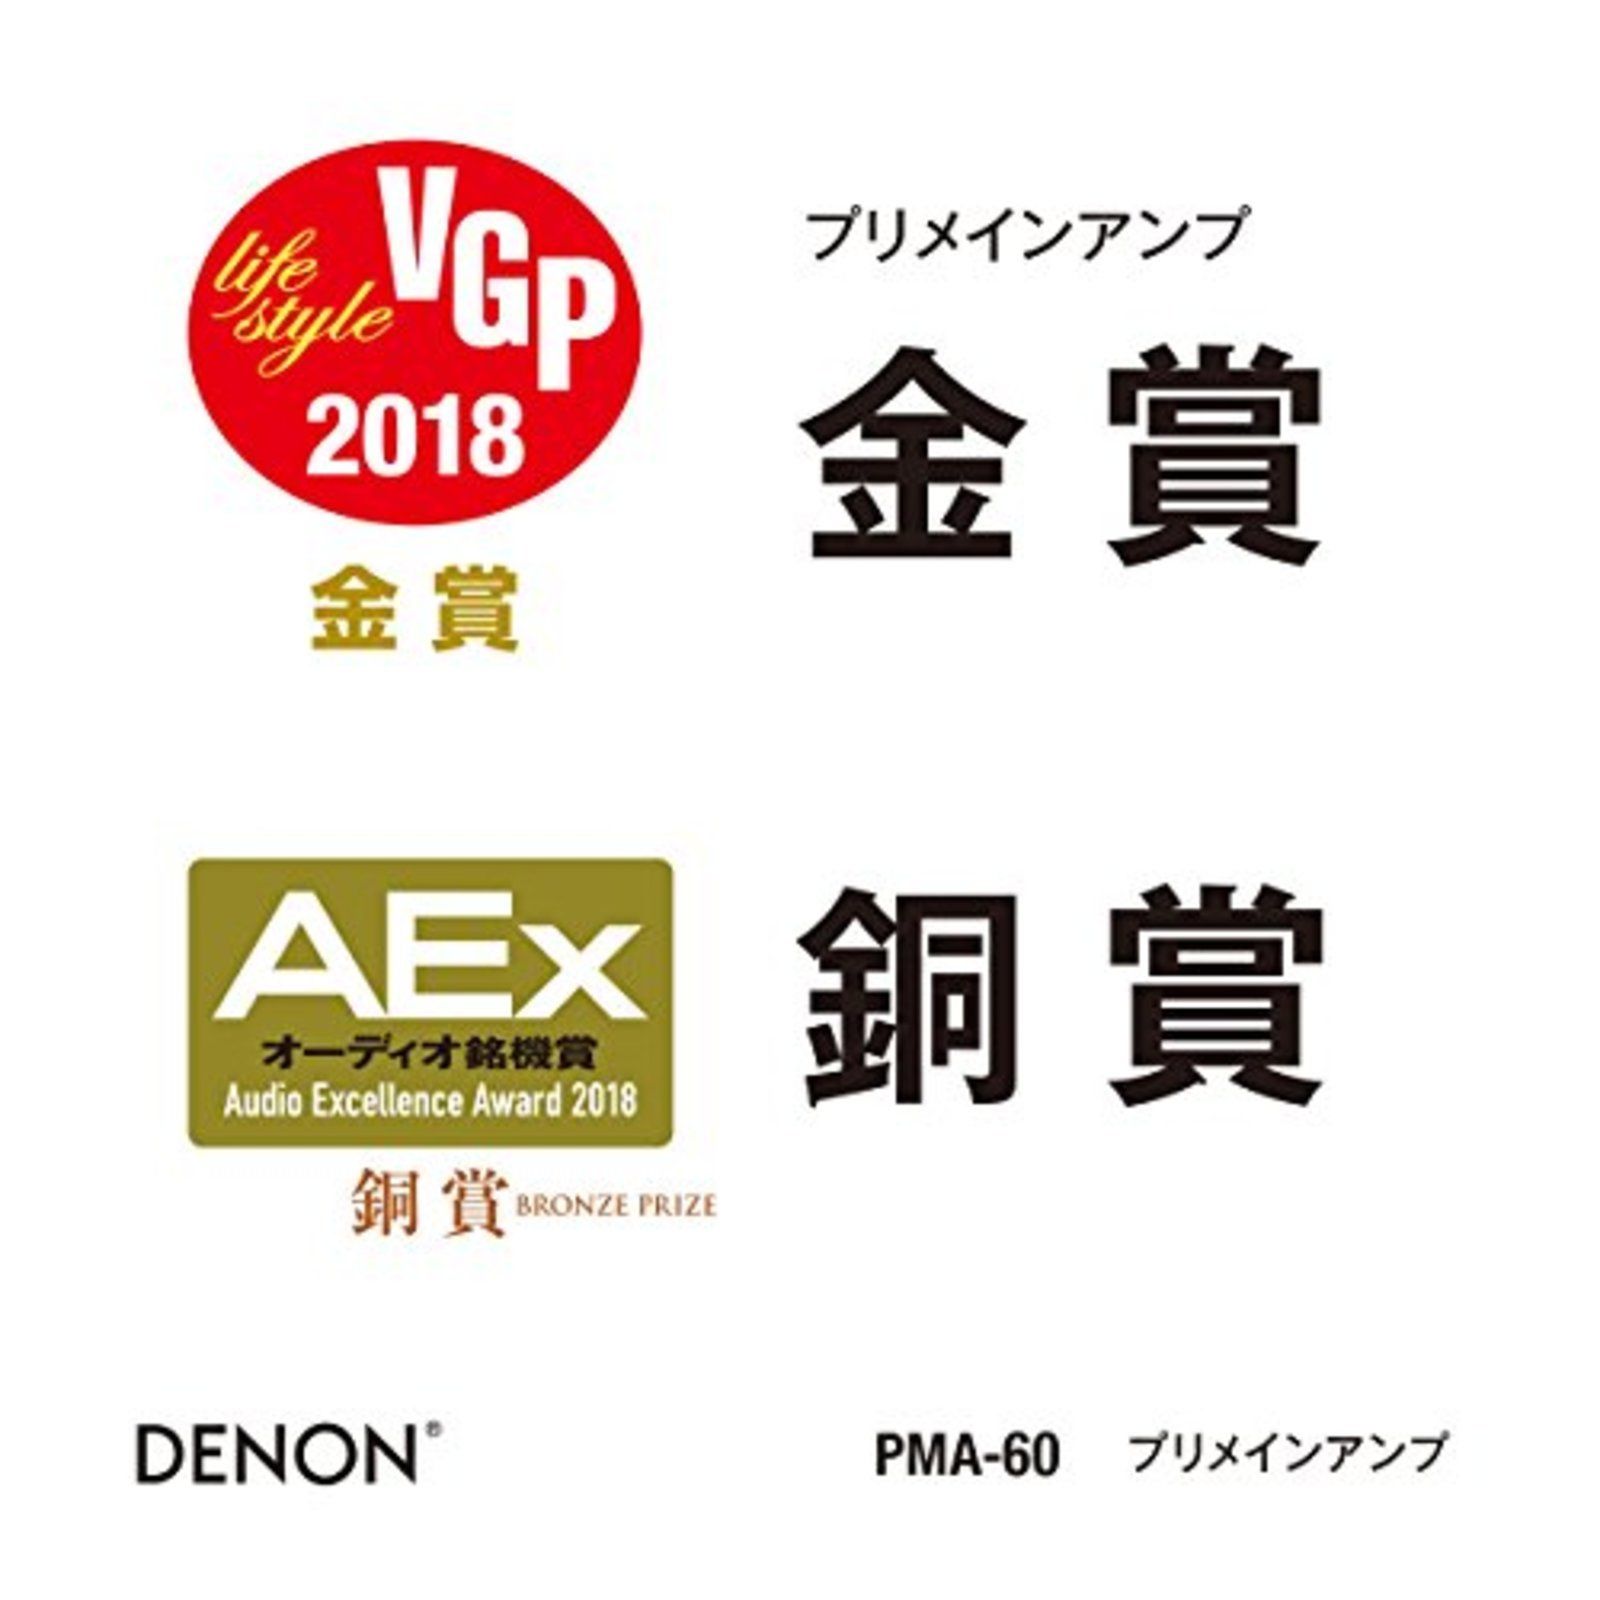 life
style
VGP
2018
金賞
プリメインアンプ
金賞
AEx
オーディオ銘機賞
Audio Excellence Award 2018
銅賞 BRONZE PRIZE
銅賞
DENON®
PMA-60 プリメインアンプ